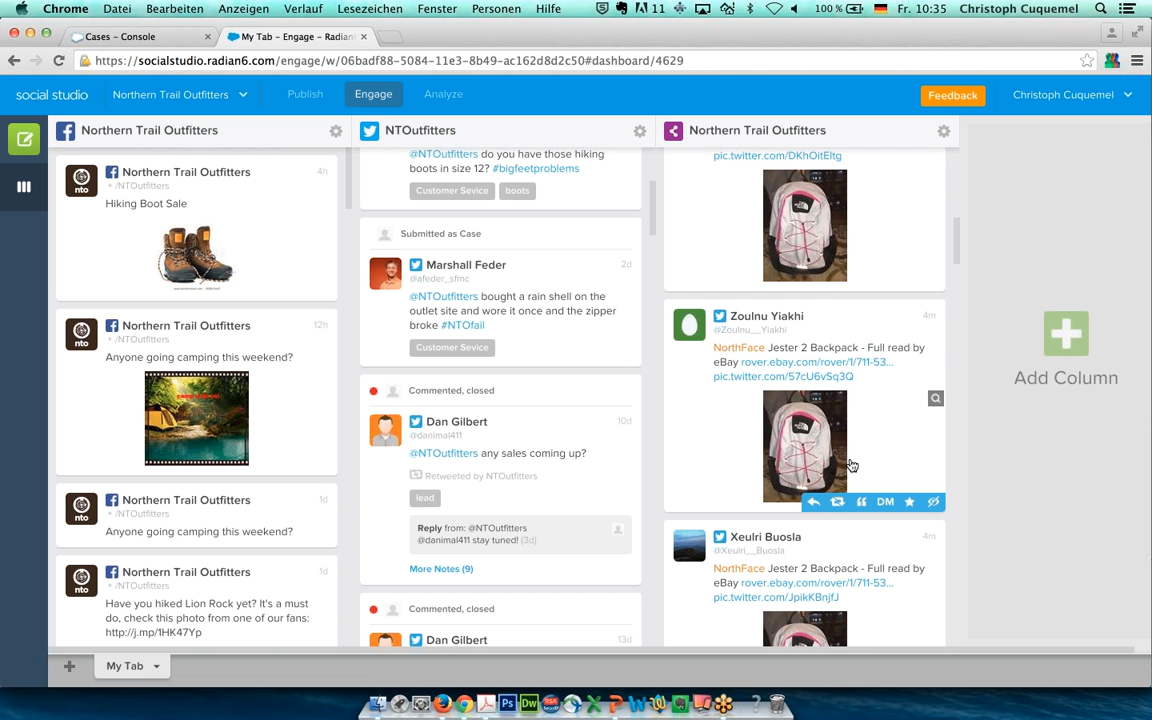 Chrome Datei Bearbeiten Anzeigen Verlauf Lesezeichen Fenster Personen Hilfe 11 100 % Fr. 10:35 Christoph Cuquemel
Cases – Console × My Tab – Engage – Radian ×
https://socialstudio.radian6.com/engage/w/06badf88-5084-11e3-8b49-ac162d8d2c50#dashboard/4629
social studio Northern Trail Outfitters Publish Engage Analyze Feedback Christoph Cuquemel
Northern Trail Outfitters
Northern Trail Outfitters 4h
/NTOutfitters
Hiking Boot Sale
Northern Trail Outfitters 12h
/NTOutfitters
Anyone going camping this weekend?
Northern Trail Outfitters 1d
/NTOutfitters
Anyone going camping this weekend?
Northern Trail Outfitters 1d
/NTOutfitters
Have you hiked Lion Rock yet? It's a must
do, check this photo from one of our fans:
http://j.mp/1HK47Yp
NTOutfitters
@NTOutfitters do you have those hiking
boots in size 12? #bigfeetproblems
Customer Sevice boots
Submitted as Case
Marshall Feder 2d
@afeder_sfmc
@NTOutfitters bought a rain shell on the
outlet site and wore it once and the zipper
broke #NTOfail
Customer Sevice
Commented, closed
Dan Gilbert 10d
@danimal411
@NTOutfitters any sales coming up?
Retweeted by NTOutfitters
lead
Reply from: @NTOutfitters
@danimal411 stay tuned! (3d)
More Notes (9)
Commented, closed
Dan Gilbert 13d
Northern Trail Outfitters
pic.twitter.com/DKhOitEltg
Zoulnu Yiakhi 4m
@Zoulnu__Yiakhi
NorthFace Jester 2 Backpack - Full read by
eBay rover.ebay.com/rover/1/711-53...
pic.twitter.com/57cU6vSq3Q
DM
Xeulri Buosla 4m
@Xeulri__Buosla
NorthFace Jester 2 Backpack - Full read by
eBay rover.ebay.com/rover/1/711-53...
pic.twitter.com/JpikKBnjfJ
Add Column
My Tab